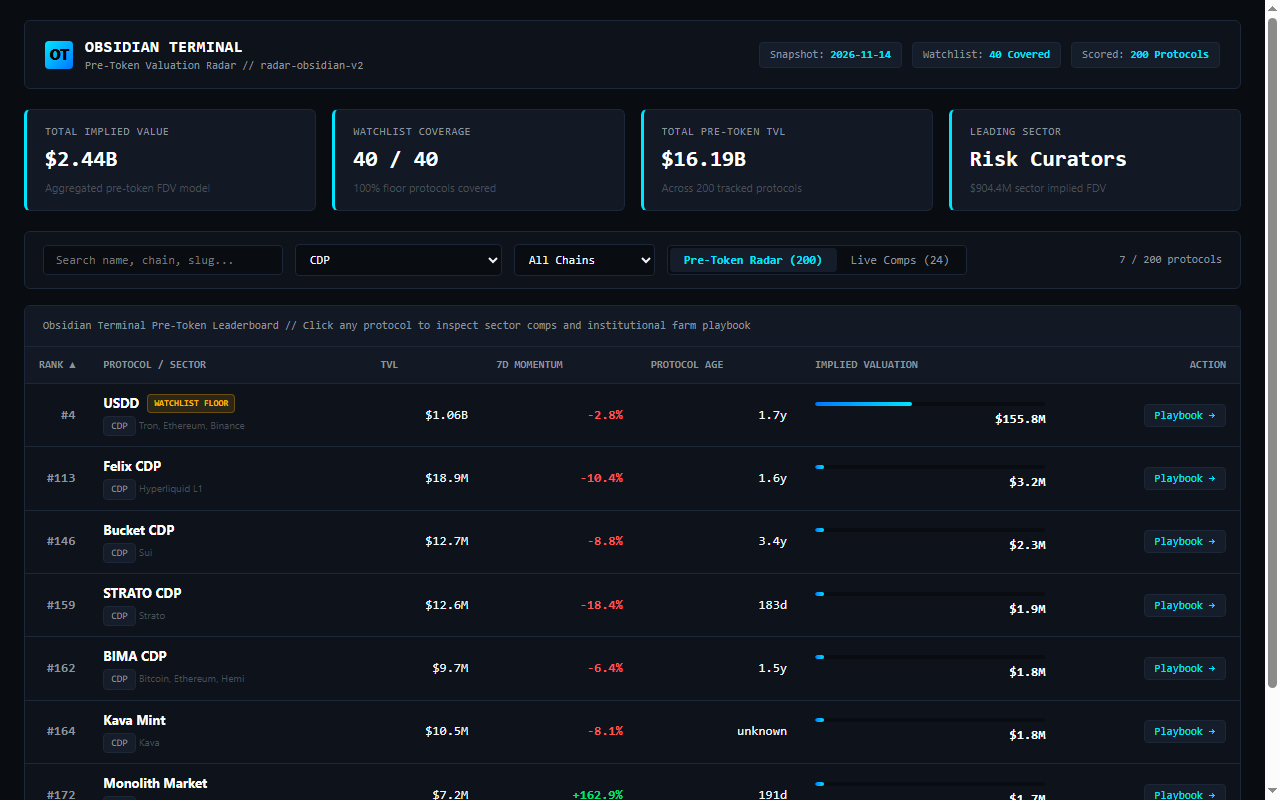 OT
OBSIDIAN TERMINAL
Pre-Token Valuation Radar // radar-obsidian-v2
Snapshot: 2026-11-14
Watchlist: 40 Covered
Scored: 200 Protocols
TOTAL IMPLIED VALUE
$2.44B
Aggregated pre-token FDV model
WATCHLIST COVERAGE
40 / 40
100% floor protocols covered
TOTAL PRE-TOKEN TVL
$16.19B
Across 200 tracked protocols
LEADING SECTOR
Risk Curators
$904.4M sector implied FDV
Search name, chain, slug...
CDP
All Chains
Pre-Token Radar (200)
Live Comps (24)
7 / 200 protocols
Obsidian Terminal Pre-Token Leaderboard // Click any protocol to inspect sector comps and institutional farm playbook
RANK ▲ PROTOCOL / SECTOR TVL 7D MOMENTUM PROTOCOL AGE IMPLIED VALUATION ACTION
#4 USDD WATCHLIST FLOOR $1.06B -2.8% 1.7y $155.8M Playbook →
CDP Tron, Ethereum, Binance
#113 Felix CDP $18.9M -10.4% 1.6y $3.2M Playbook →
CDP Hyperliquid L1
#146 Bucket CDP $12.7M -8.8% 3.4y $2.3M Playbook →
CDP Sui
#159 STRATO CDP $12.6M -18.4% 183d $1.9M Playbook →
CDP Strato
#162 BIMA CDP $9.7M -6.4% 1.5y $1.8M Playbook →
CDP Bitcoin, Ethereum, Hemi
#164 Kava Mint $10.5M -8.1% unknown $1.8M Playbook →
CDP Kava
#172 Monolith Market $7.2M +162.9% 191d $1.7M Playbook →